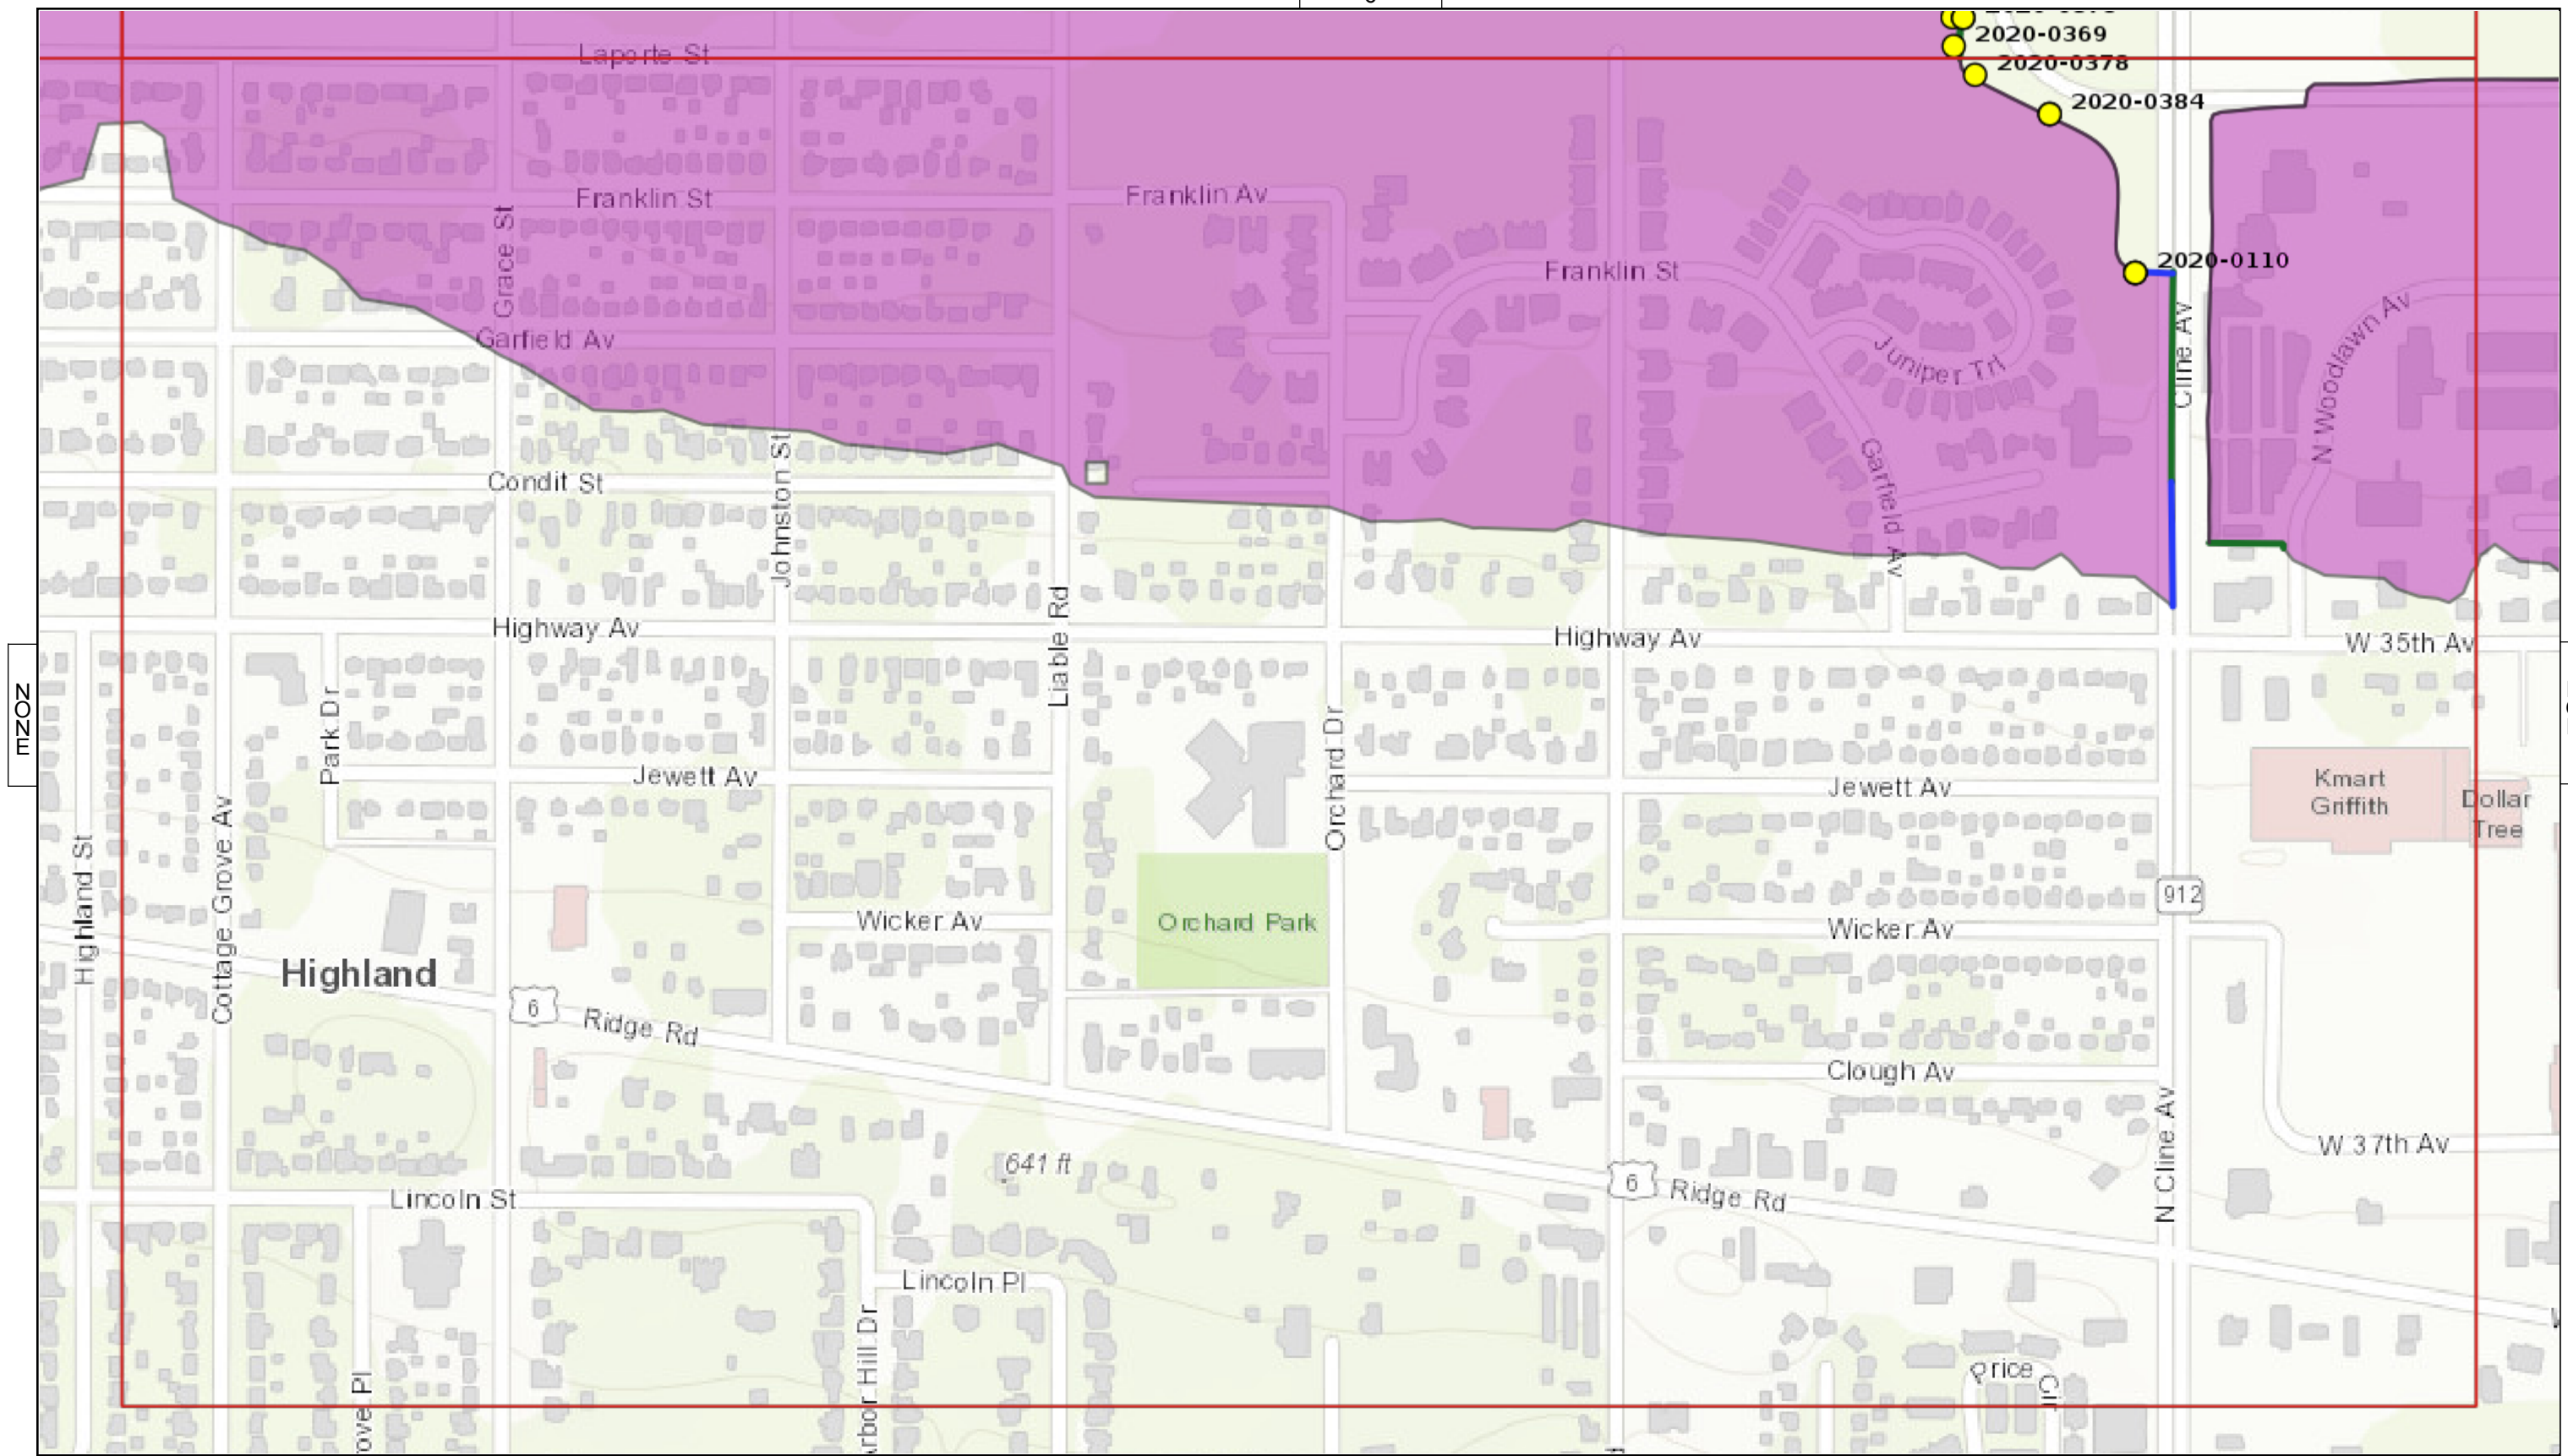 2020-0369
Laporte St
2020-0378
2020-0384
Franklin St
Franklin Av
Grace St
2020-0110
Franklin St
Cline Av
Garfield Av
Juniper Trl
N Woodlawn Av
Condit St
Johnston St
Garfield Av
Liable Rd
Highway Av
Highway Av
W 35th Av
NONE
Park Dr
Jewett Av
Orchard Dr
Jewett Av
Kmart
Griffith
Dollar
Tree
Highland St
Cottage Grove Av
Wicker Av
Orchard Park
Wicker Av
912
Highland
6
Ridge Rd
Clough Av
N Cline Av
W 37th Av
641 ft
6
Ridge Rd
Lincoln St
Lincoln Pl
Arbor Hill Dr
Price
Cir
ove Pl